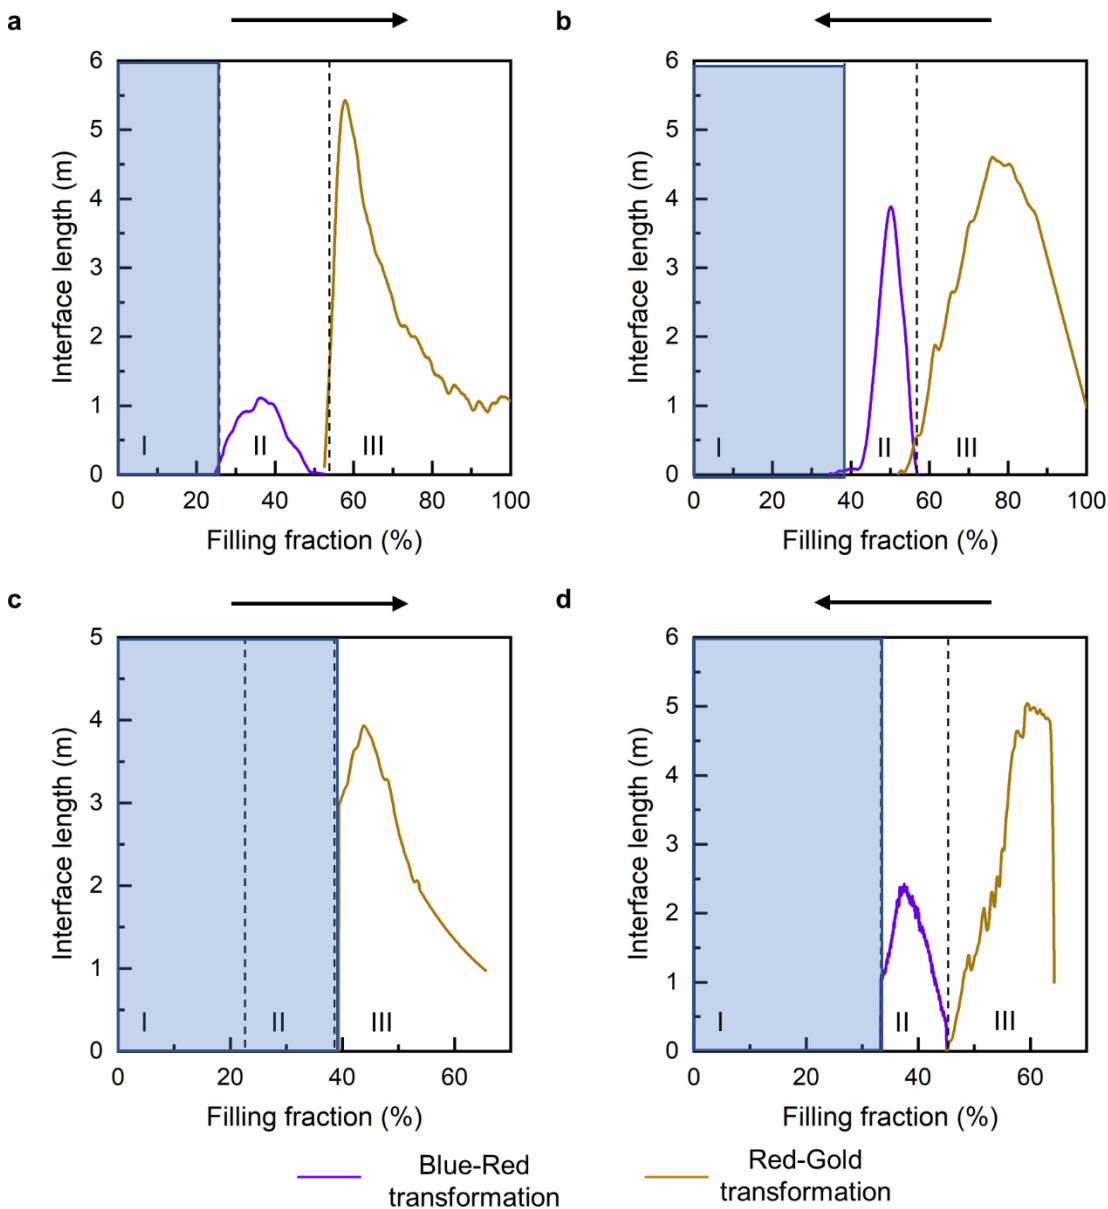 a
6
5
4
3
2
1
0
Interface length (m)
I
II
III
0 20 40 60 80 100
Filling fraction (%)
b
6
5
4
3
2
1
0
Interface length (m)
I
II
III
0 20 40 60 80 100
Filling fraction (%)
c
5
4
3
2
1
0
Interface length (m)
I
II
III
0 20 40 60
Filling fraction (%)
d
6
5
4
3
2
1
0
Interface length (m)
I
II
III
0 20 40 60
Filling fraction (%)
Blue-Red
transformation
Red-Gold
transformation